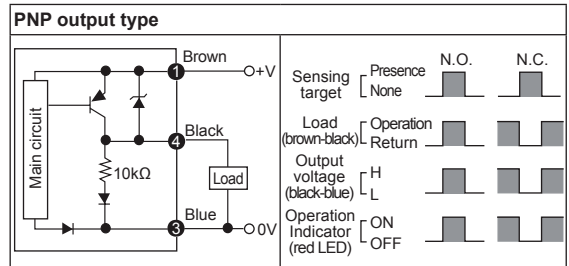 PNP output type
Main circuit
1
Brown
+V
4
Black
10kΩ
Load
3
Blue
0V
N.O.
N.C.
Sensing
target
Presence
None
Load
(brown-black)
Operation
Return
Output
voltage
(black-blue)
H
L
Operation
Indicator
(red LED)
ON
OFF